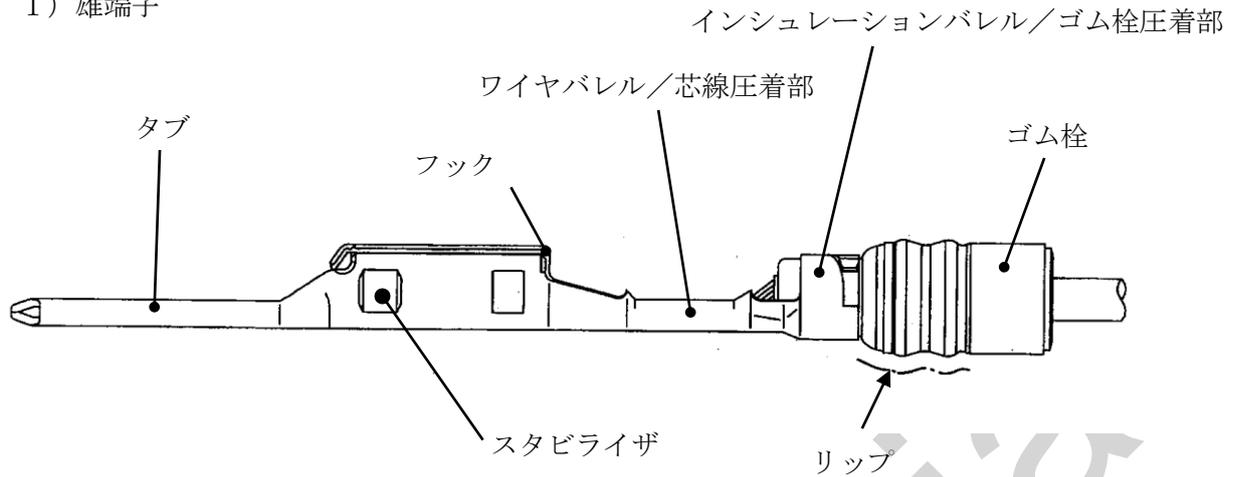 1）雄端子
インシュレーションバレル／ゴム栓圧着部
ワイヤバレル／芯線圧着部
タブ
ゴム栓
フック
スタビライザ
リップ